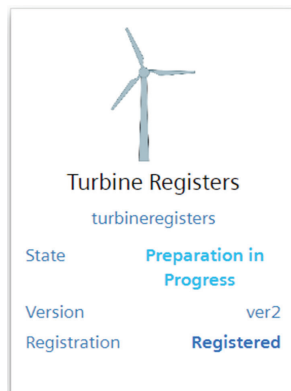 Turbine Registers
turbineregisters
State Preparation in
Progress
Version ver2
Registration Registered